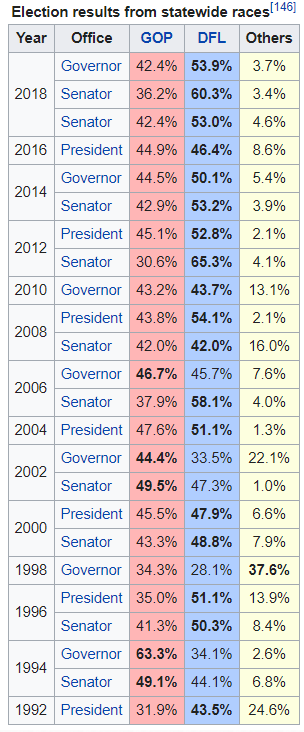 Election results from statewide races[146]
Year Office GOP DFL Others
2018 Governor 42.4% 53.9% 3.7%
Senator 36.2% 60.3% 3.4%
Senator 42.4% 53.0% 4.6%
2016 President 44.9% 46.4% 8.6%
2014 Governor 44.5% 50.1% 5.4%
Senator 42.9% 53.2% 3.9%
2012 President 45.1% 52.8% 2.1%
Senator 30.6% 65.3% 4.1%
2010 Governor 43.2% 43.7% 13.1%
2008 President 43.8% 54.1% 2.1%
Senator 42.0% 42.0% 16.0%
2006 Governor 46.7% 45.7% 7.6%
Senator 37.9% 58.1% 4.0%
2004 President 47.6% 51.1% 1.3%
2002 Governor 44.4% 33.5% 22.1%
Senator 49.5% 47.3% 1.0%
2000 President 45.5% 47.9% 6.6%
Senator 43.3% 48.8% 7.9%
1998 Governor 34.3% 28.1% 37.6%
1996 President 35.0% 51.1% 13.9%
Senator 41.3% 50.3% 8.4%
1994 Governor 63.3% 34.1% 2.6%
Senator 49.1% 44.1% 6.8%
1992 President 31.9% 43.5% 24.6%